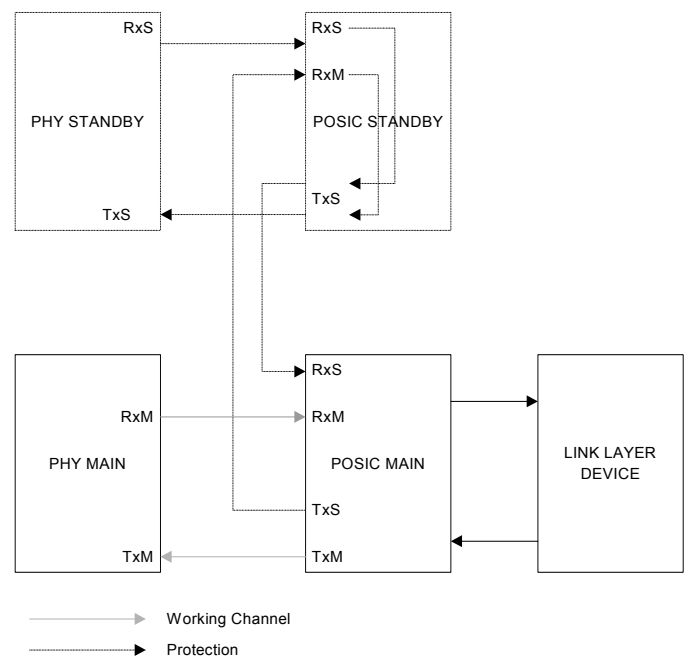 RxS
RxS
RxM
PHY STANDBY
POSIC STANDBY
TxS
TxS
RxS
RxM
RxM
PHY MAIN
POSIC MAIN
LINK LAYER
DEVICE
TxS
TxM
TxM
Working Channel
Protection